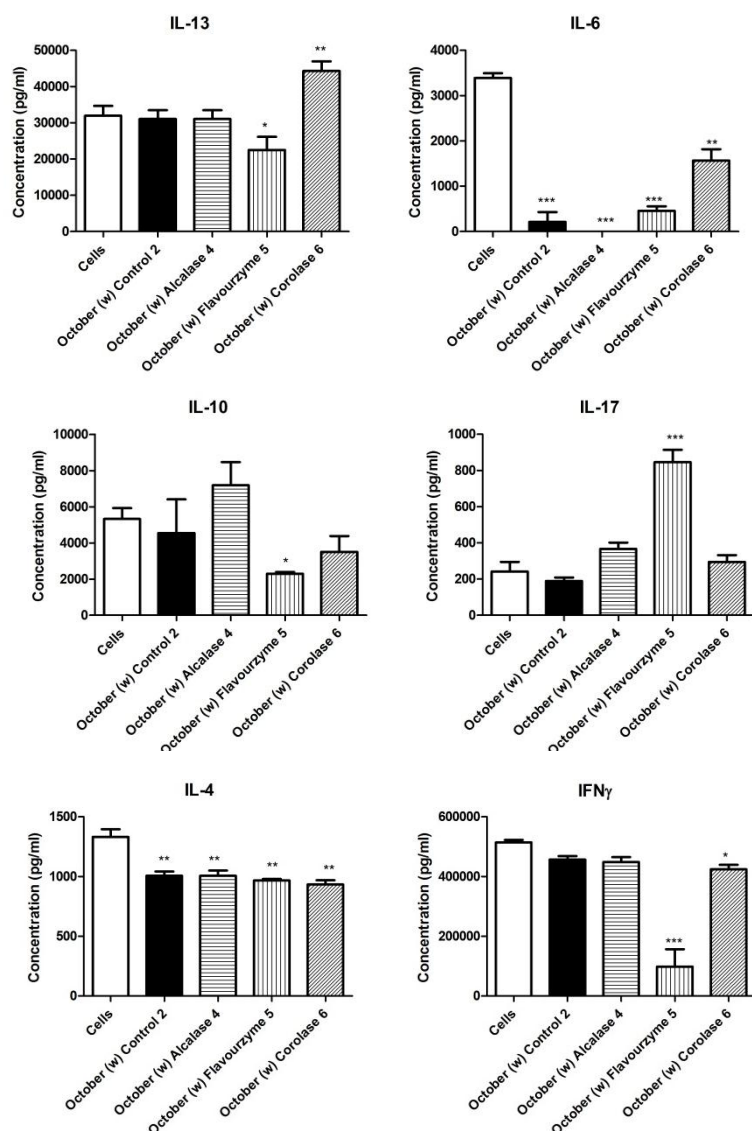 IL-13
Concentration (pg/ml)
50000
40000
30000
20000
10000
0
*
**
Cells
October (w) Control 2
October (w) Alcalase 4
October (w) Flavourzyme 5
October (w) Corolase 6
IL-6
Concentration (pg/ml)
4000
3000
2000
1000
0
***
***
***
**
Cells
October (w) Control 2
October (w) Alcalase 4
October (w) Flavourzyme 5
October (w) Corolase 6
IL-10
Concentration (pg/ml)
10000
8000
6000
4000
2000
0
*
Cells
October (w) Control 2
October (w) Alcalase 4
October (w) Flavourzyme 5
October (w) Corolase 6
IL-17
Concentration (pg/ml)
1000
800
600
400
200
0
***
Cells
October (w) Control 2
October (w) Alcalase 4
October (w) Flavourzyme 5
October (w) Corolase 6
IL-4
Concentration (pg/ml)
1500
1000
500
0
**
**
**
**
Cells
October (w) Control 2
October (w) Alcalase 4
October (w) Flavourzyme 5
October (w) Corolase 6
IFNγ
Concentration (pg/ml)
600000
400000
200000
0
***
*
Cells
October (w) Control 2
October (w) Alcalase 4
October (w) Flavourzyme 5
October (w) Corolase 6